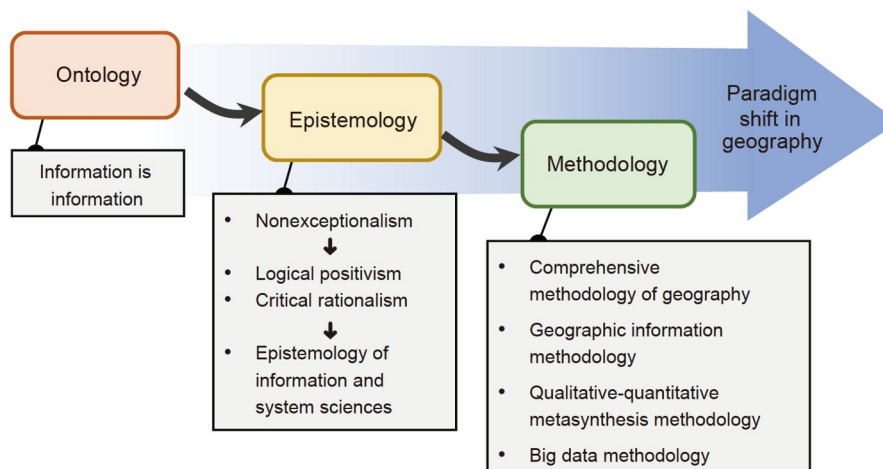 Ontology
Information is
information
Epistemology
• Nonexceptionalism
• Logical positivism
• Critical rationalism
• Epistemology of
information and
system sciences
Methodology
• Comprehensive
methodology of geography
• Geographic information
methodology
• Qualitative-quantitative
metasynthesis methodology
• Big data methodology
Paradigm
shift in
geography